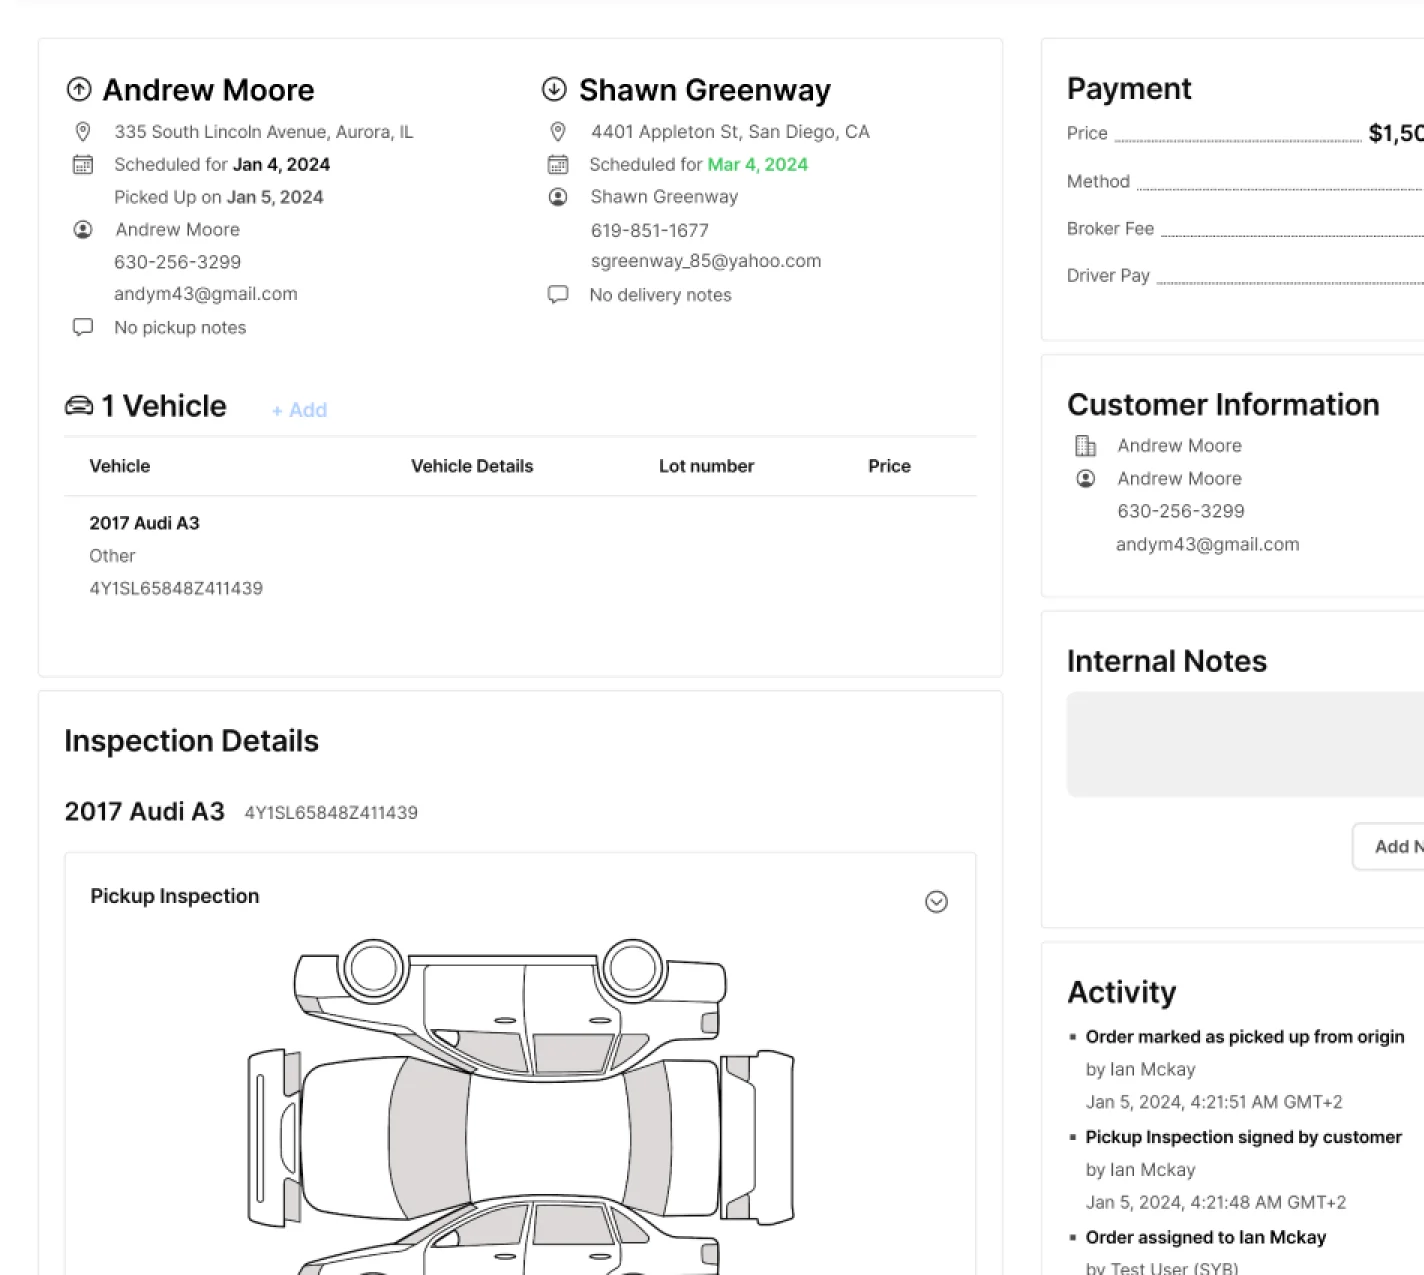 Andrew Moore
335 South Lincoln Avenue, Aurora, IL
Scheduled for Jan 4, 2024
Picked Up on Jan 5, 2024
Andrew Moore
630-256-3299
andym43@gmail.com
No pickup notes
Shawn Greenway
4401 Appleton St, San Diego, CA
Scheduled for Mar 4, 2024
Shawn Greenway
619-851-1677
sgreenway_85@yahoo.com
No delivery notes
1 Vehicle + Add
Vehicle Vehicle Details Lot number Price
2017 Audi A3
Other
4Y1SL65848Z411439
Inspection Details
2017 Audi A3 4Y1SL65848Z411439
Pickup Inspection
Payment
Price $1,50
Method
Broker Fee
Driver Pay
Customer Information
Andrew Moore
Andrew Moore
630-256-3299
andym43@gmail.com
Internal Notes
Add
Activity
Order marked as picked up from origin
by Ian Mckay
Jan 5, 2024, 4:21:51 AM GMT+2
Pickup Inspection signed by customer
by Ian Mckay
Jan 5, 2024, 4:21:48 AM GMT+2
Order assigned to Ian Mckay
by Test User (SYB)